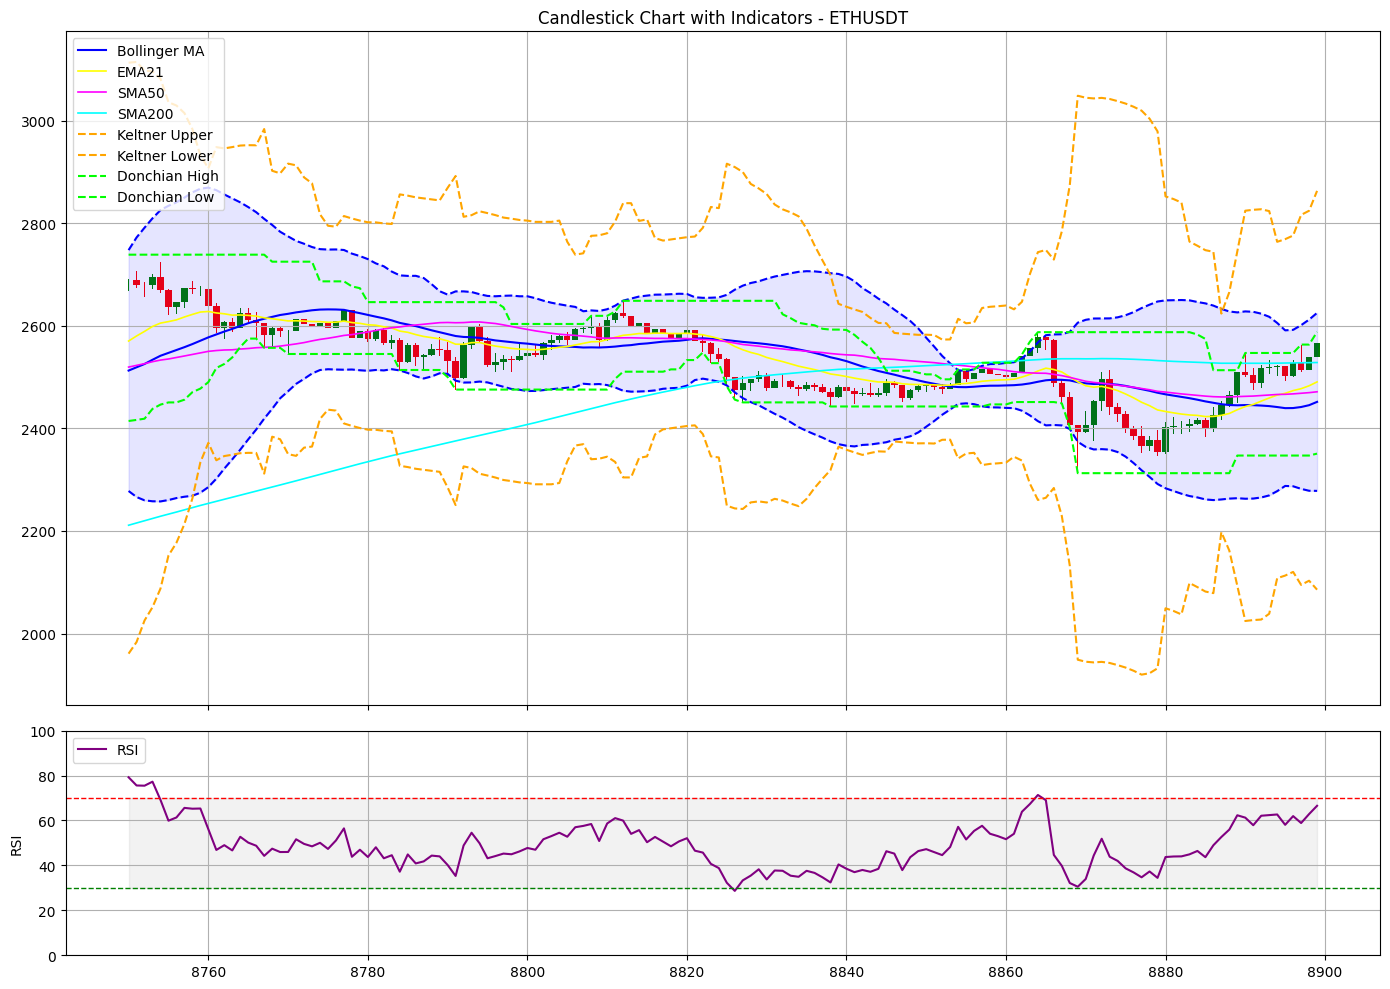 Candlestick Chart with Indicators - ETHUSDT
Bollinger MA
EMA21
SMA50
SMA200
Keltner Upper
Keltner Lower
Donchian High
Donchian Low
3000
2800
2600
2400
2200
2000
RSI
100
80
60
40
20
0
RSI
8760
8780
8800
8820
8840
8860
8880
8900